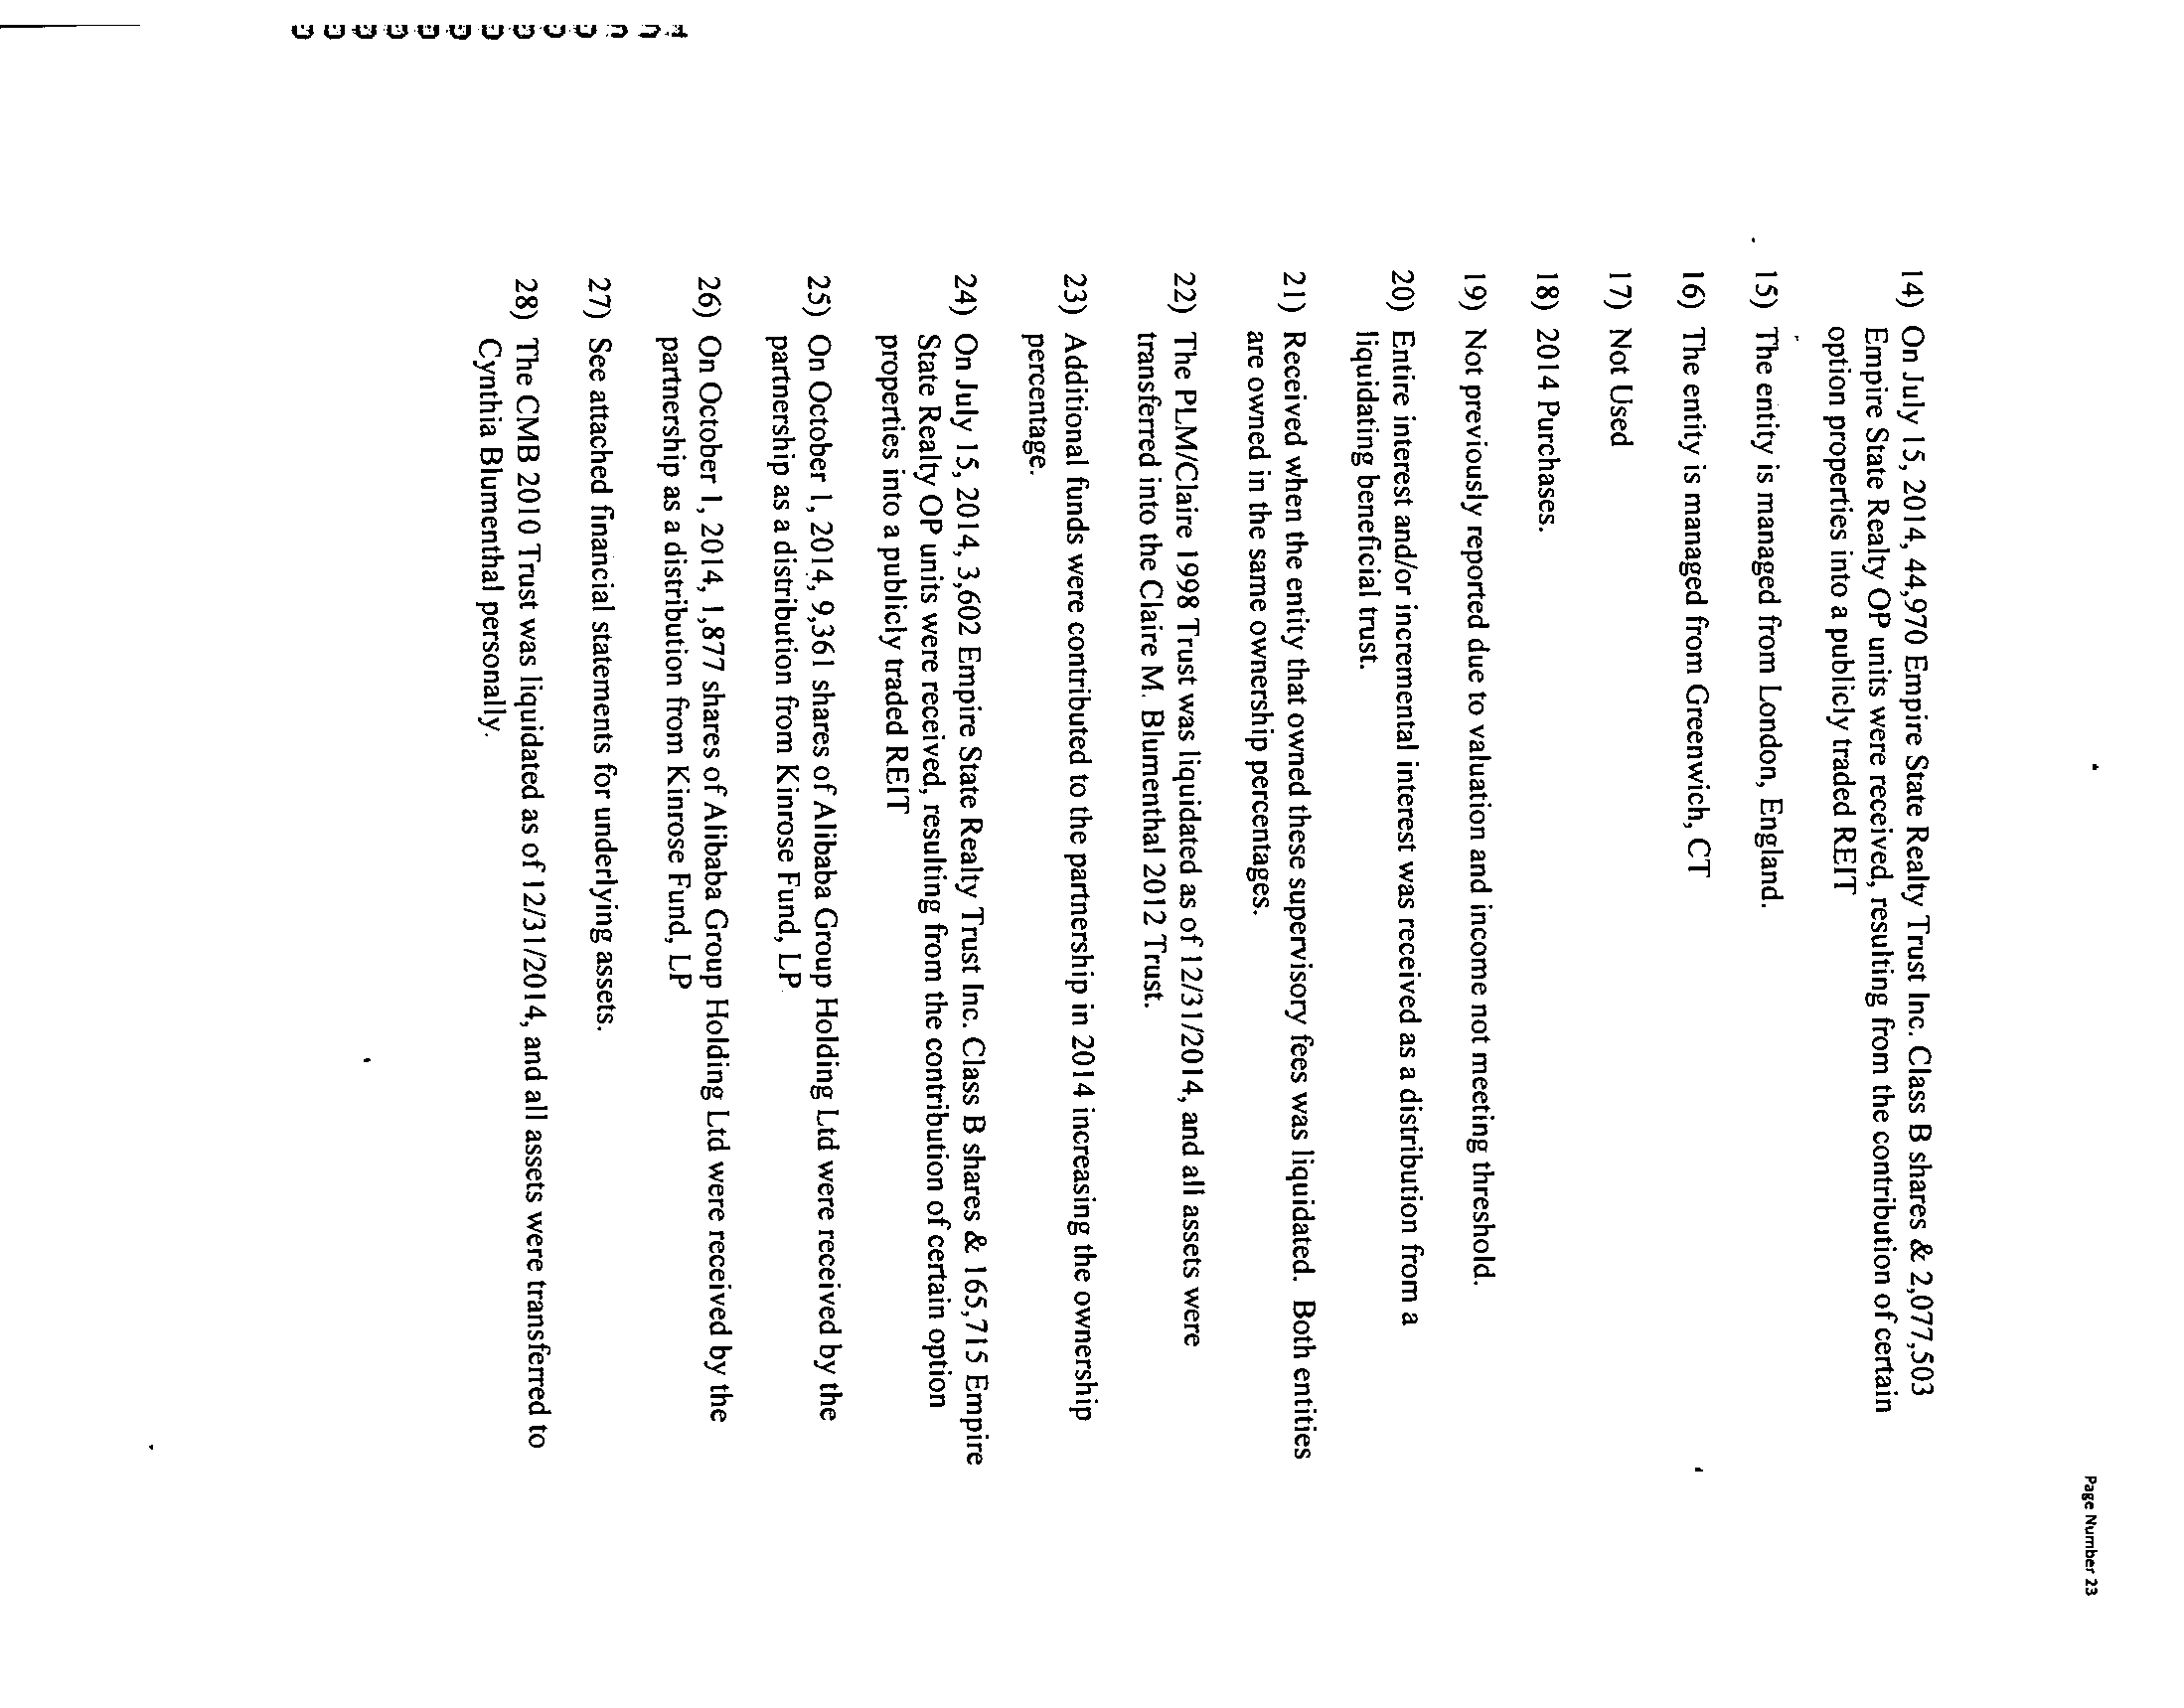 Page Number 23
14) On July 15, 2014, 44,970 Empire State Realty Trust Inc. Class B shares & 2,077,503
Empire State Realty OP units were received, resulting from the contribution of certain
option properties into a publicly traded REIT
15) The entity is managed from London, England.
16) The entity is managed from Greenwich, CT
17) Not Used
18) 2014 Purchases.
19) Not previously reported due to valuation and income not meeting threshold.
20) Entire interest and/or incremental interest was received as a distribution from a
liquidating beneficial trust.
21) Received when the entity that owned these supervisory fees was liquidated. Both entities
are owned in the same ownership percentages.
22) The PLM/Claire 1998 Trust was liquidated as of 12/31/2014, and all assets were
transferred into the Claire M. Blumenthal 2012 Trust.
23) Additional funds were contributed to the partnership in 2014 increasing the ownership
percentage.
24) On July 15, 2014, 3,602 Empire State Realty Trust Inc. Class B shares & 165,715 Empire
State Realty OP units were received, resulting from the contribution of certain option
properties into a publicly traded REIT
25) On October 1, 2014, 9,361 shares of Alibaba Group Holding Ltd were received by the
partnership as a distribution from Kinrose Fund, LP
26) On October 1, 2014, 1,877 shares of Alibaba Group Holding Ltd were received by the
partnership as a distribution from Kinrose Fund, LP
27) See attached financial statements for underlying assets.
28) The CMB 2010 Trust was liquidated as of 12/31/2014, and all assets were transferred to
Cynthia Blumenthal personally.